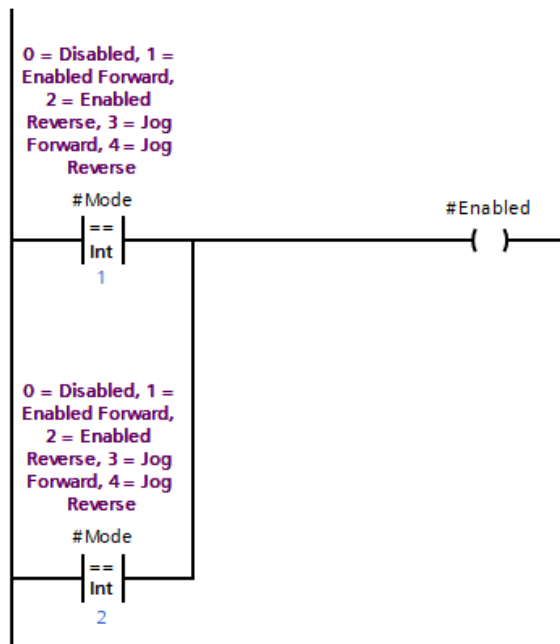 0 = Disabled, 1 =
Enabled Forward,
2 = Enabled
Reverse, 3 = Jog
Forward, 4 = Jog
Reverse
#Mode
==
Int
1
#Enabled
( )
0 = Disabled, 1 =
Enabled Forward,
2 = Enabled
Reverse, 3 = Jog
Forward, 4 = Jog
Reverse
#Mode
==
Int
2